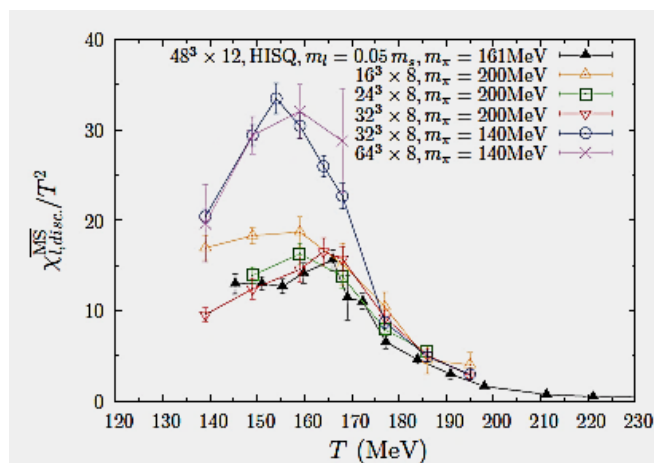 40
30
20
10
0
χ^{\overline{MS}}_{l,disc.}/T²
48³ × 12, HISQ, m_l = 0.05 m_s, m_π = 161MeV
16³ × 8, m_π = 200MeV
24³ × 8, m_π = 200MeV
32³ × 8, m_π = 200MeV
32³ × 8, m_π = 140MeV
64³ × 8, m_π = 140MeV
120 130 140 150 160 170 180 190 200 210 220 230
T (MeV)